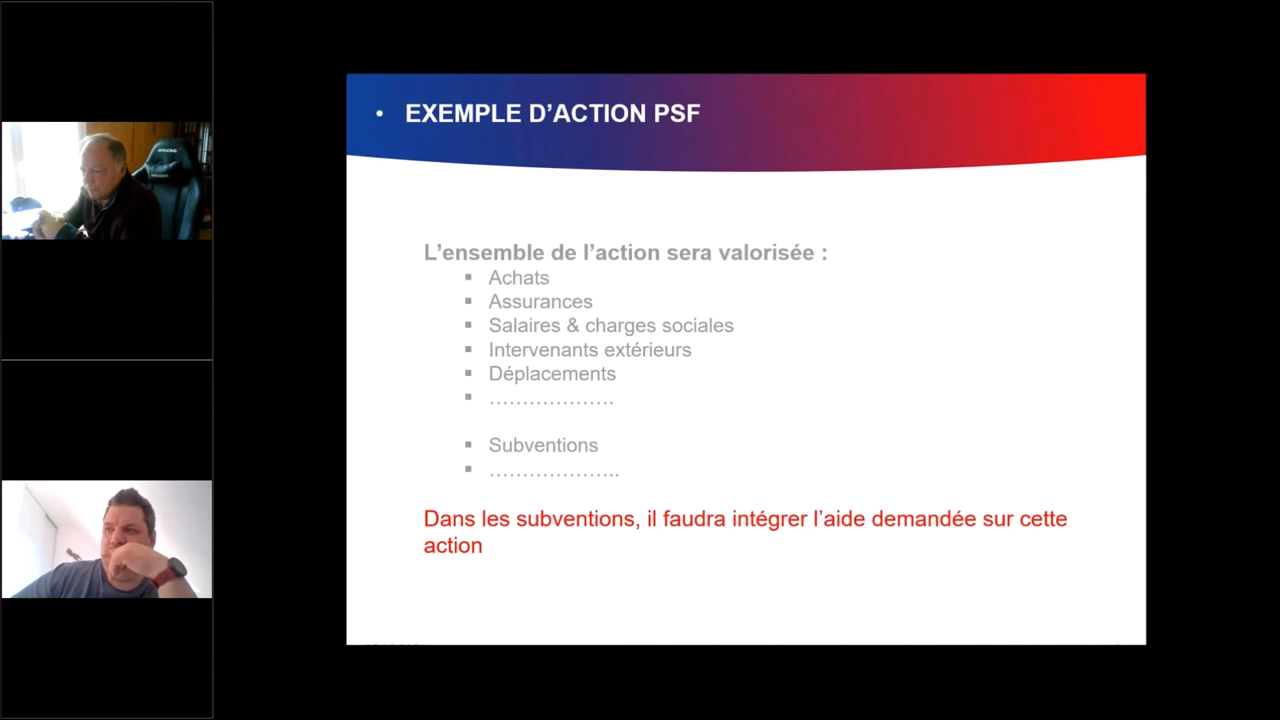 • EXEMPLE D’ACTION PSF
L’ensemble de l’action sera valorisée :
▪ Achats
▪ Assurances
▪ Salaires & charges sociales
▪ Intervenants extérieurs
▪ Déplacements
▪ ……………….
▪ Subventions
▪ ………………..
Dans les subventions, il faudra intégrer l’aide demandée sur cette
action